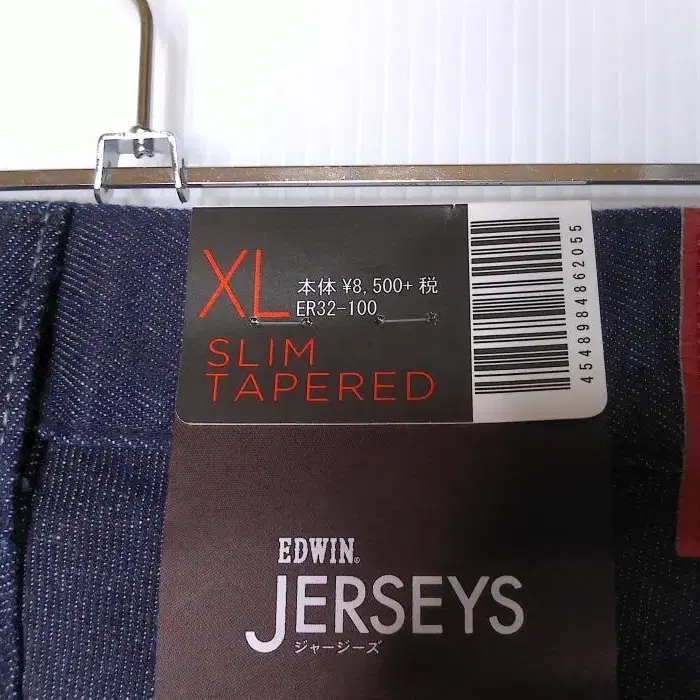 XL
本体 ¥8,500+ 税
ER32-100
SLIM
TAPERED
4548984862055
EDWIN®
JERSEYS
ジャージーズ